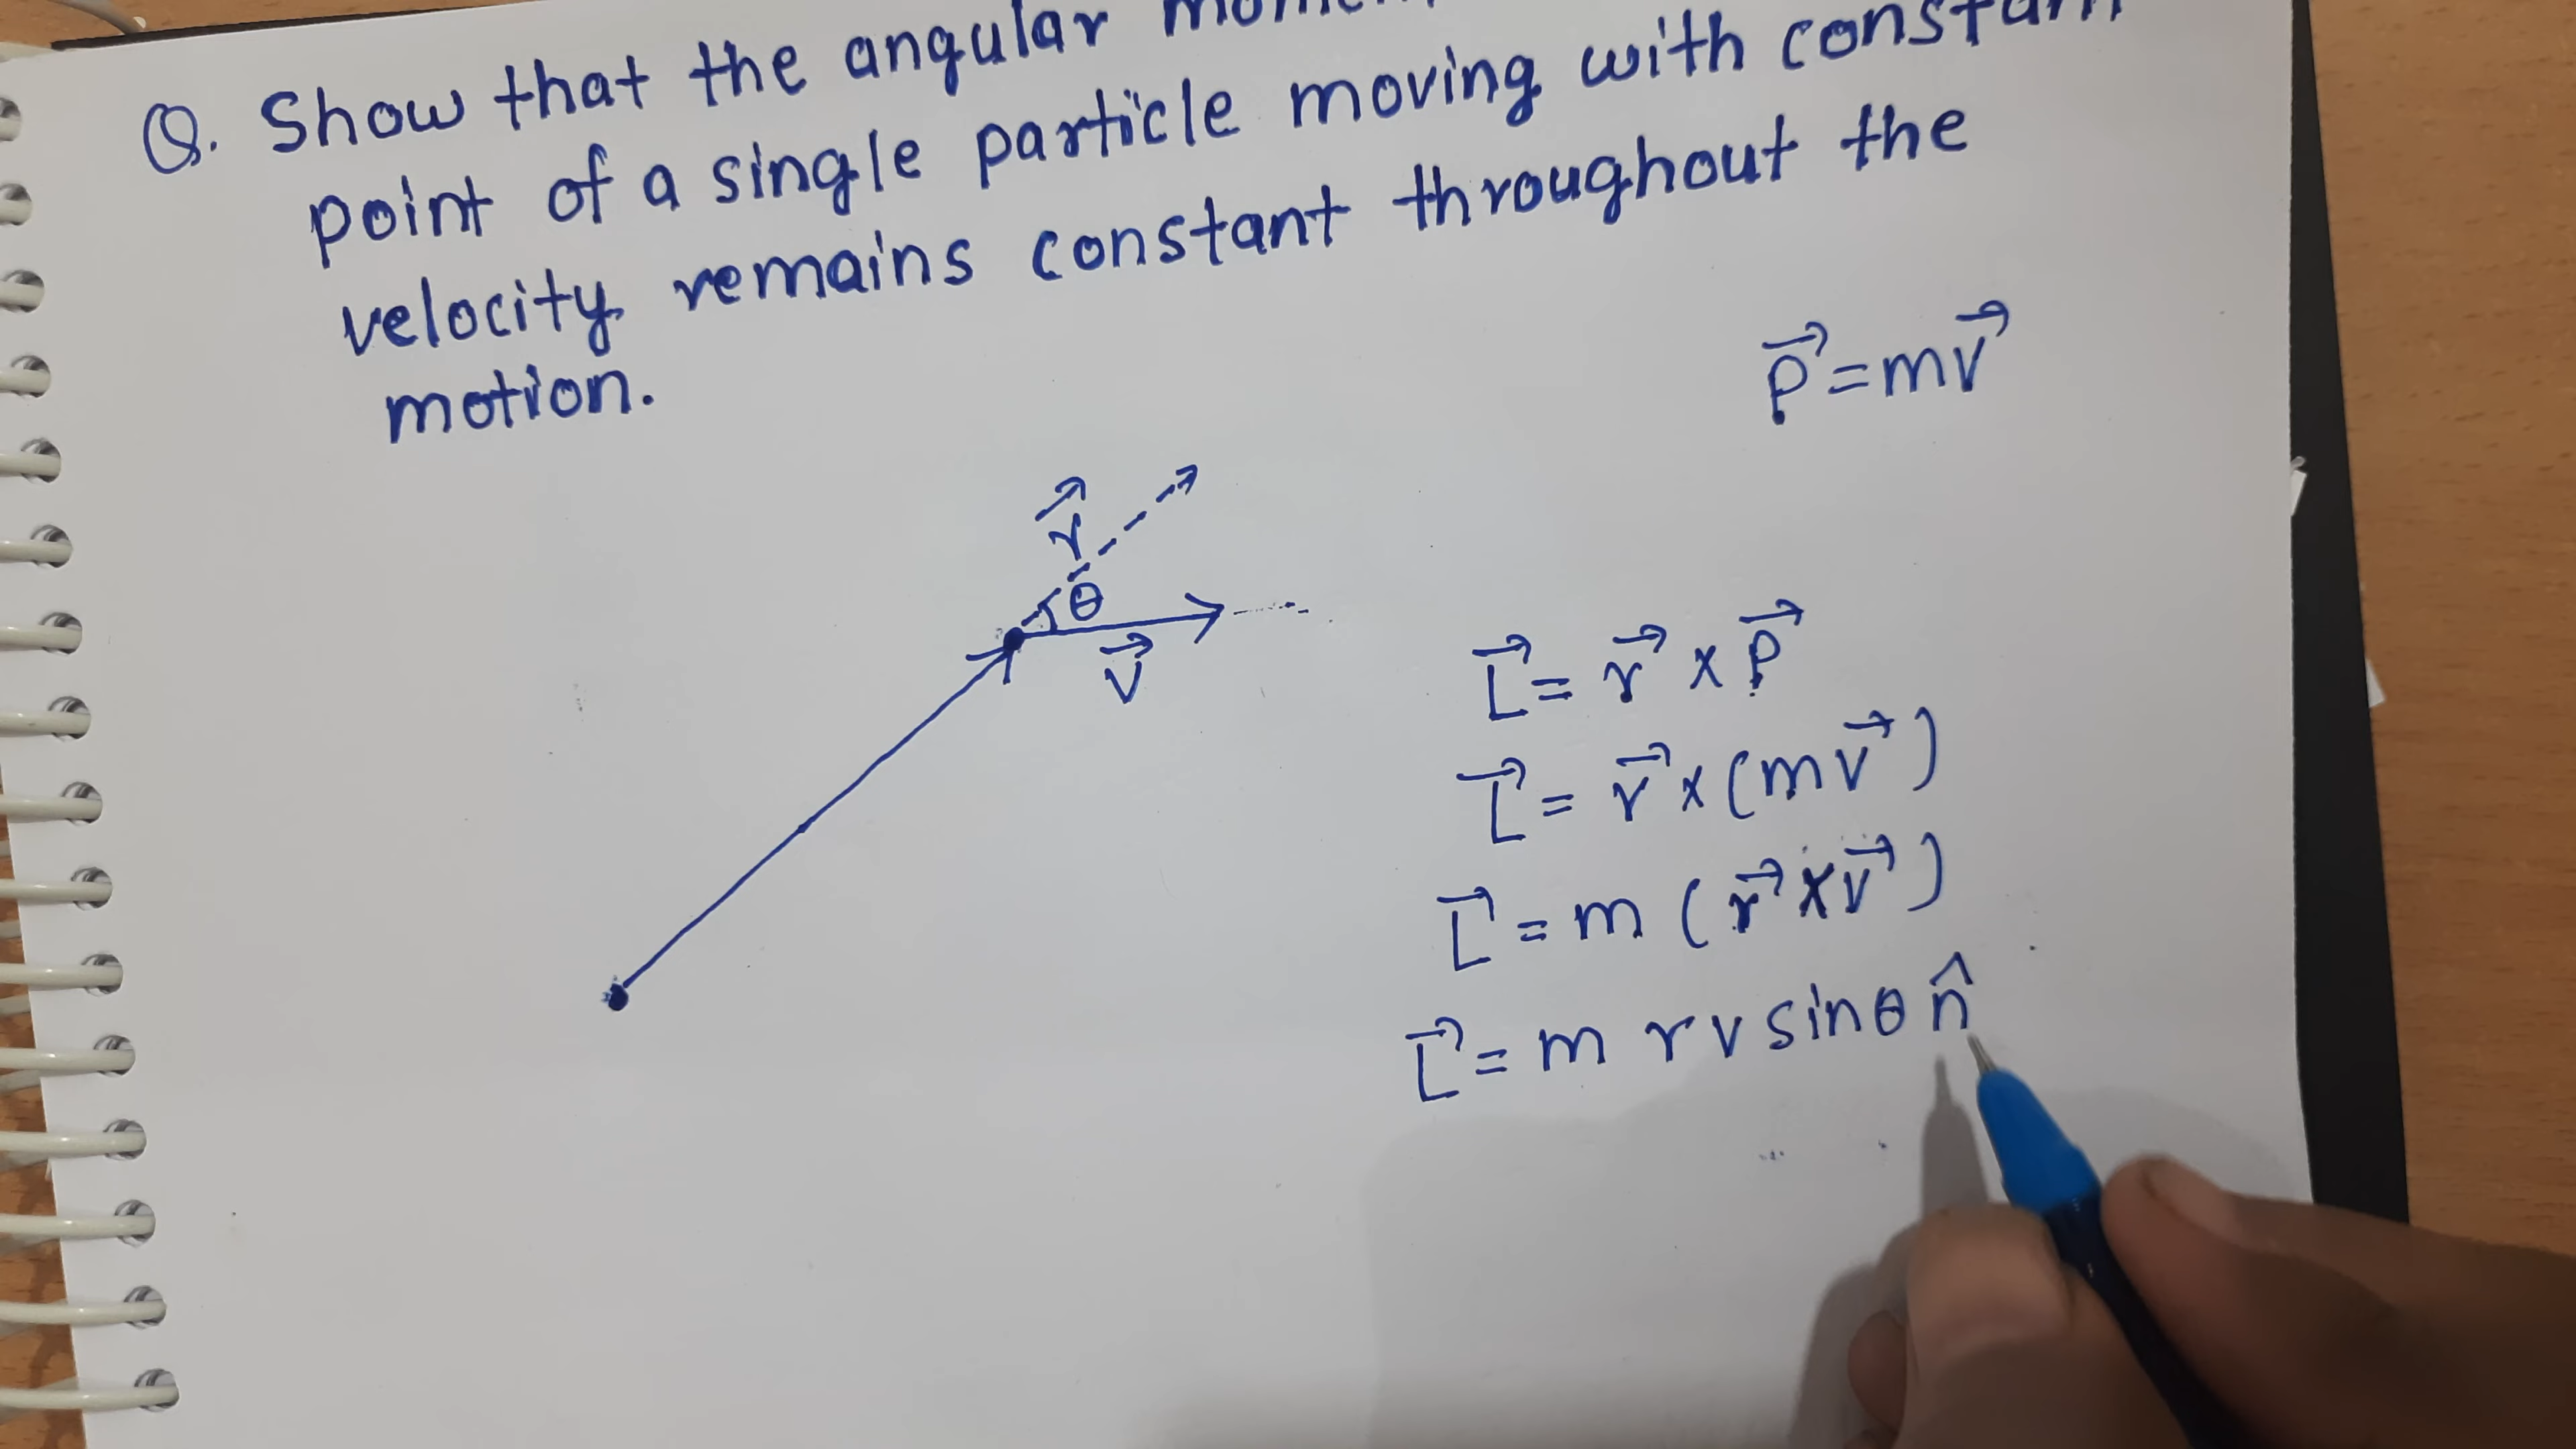 Q. Show that the angular
point of a single particle moving with constant
velocity remains constant throughout the
motion.
P⃗ = mv⃗
r⃗
θ
v⃗
L⃗ = r⃗ × P⃗
L⃗ = r⃗ × (mv⃗)
L⃗ = m (r⃗ × v⃗)
L⃗ = m r v sinθ n̂